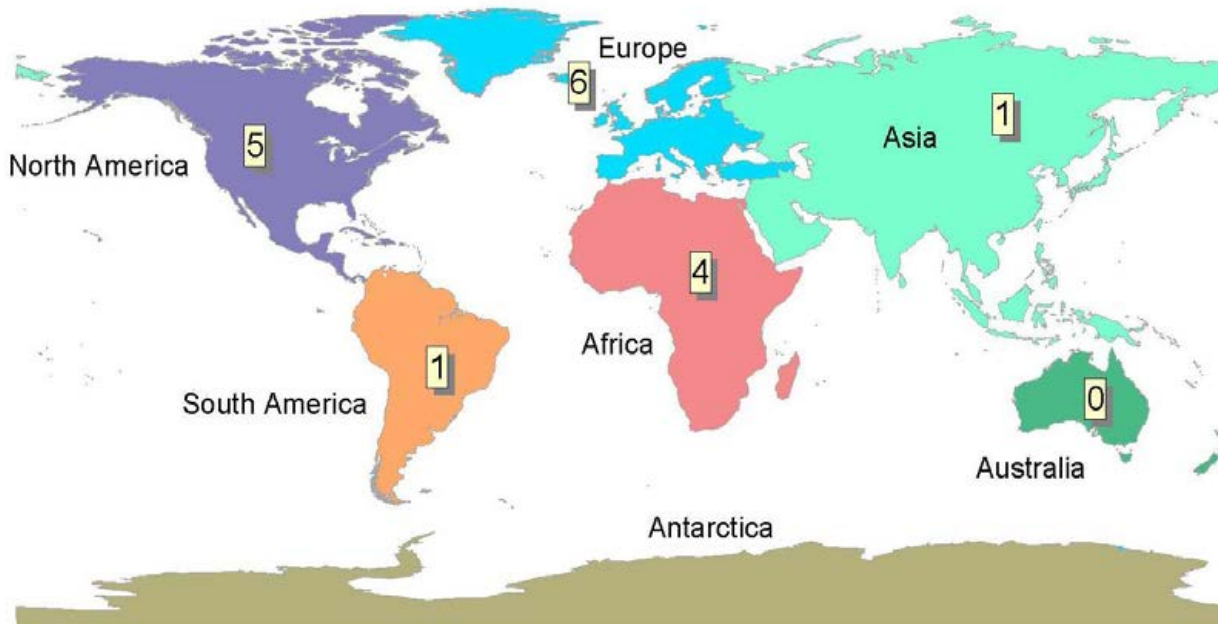 Europe
6
1
5
Asia
North America
4
Africa
1
0
South America
Australia
Antarctica